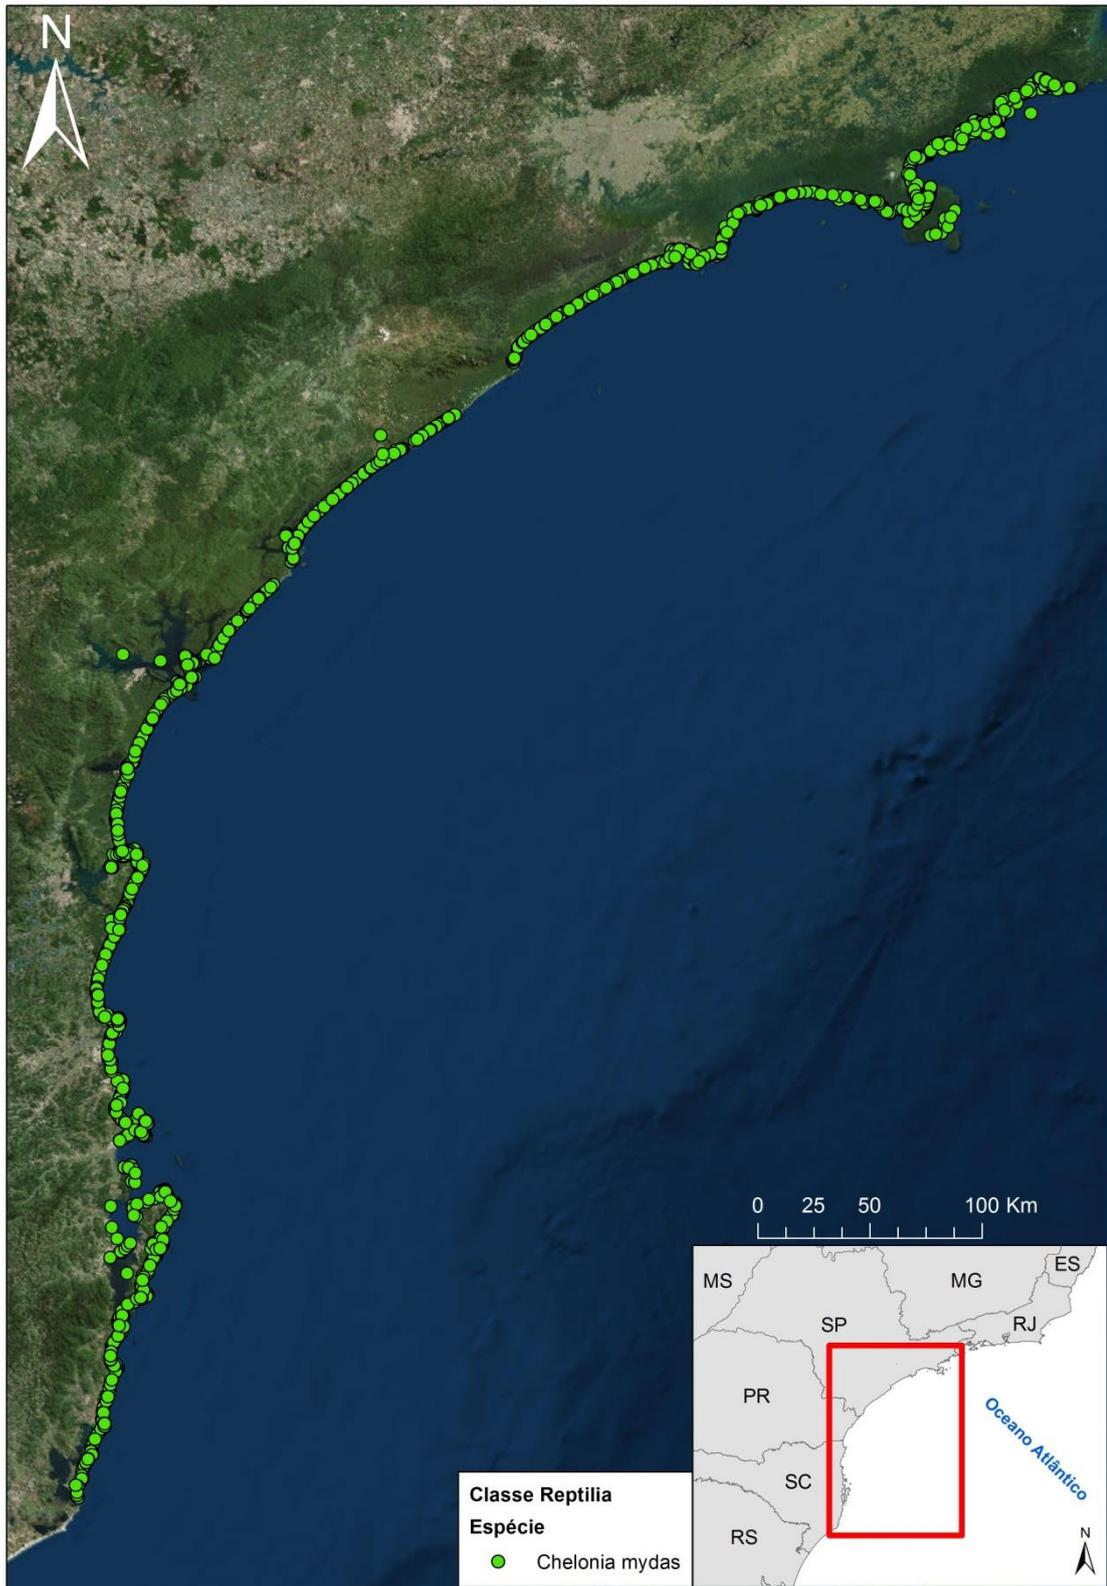 N
0 25 50 100 Km
MS
MG
ES
SP
RJ
PR
Oceano Atlântico
SC
RS
N
Classe Reptilia
Espécie
Chelonia mydas